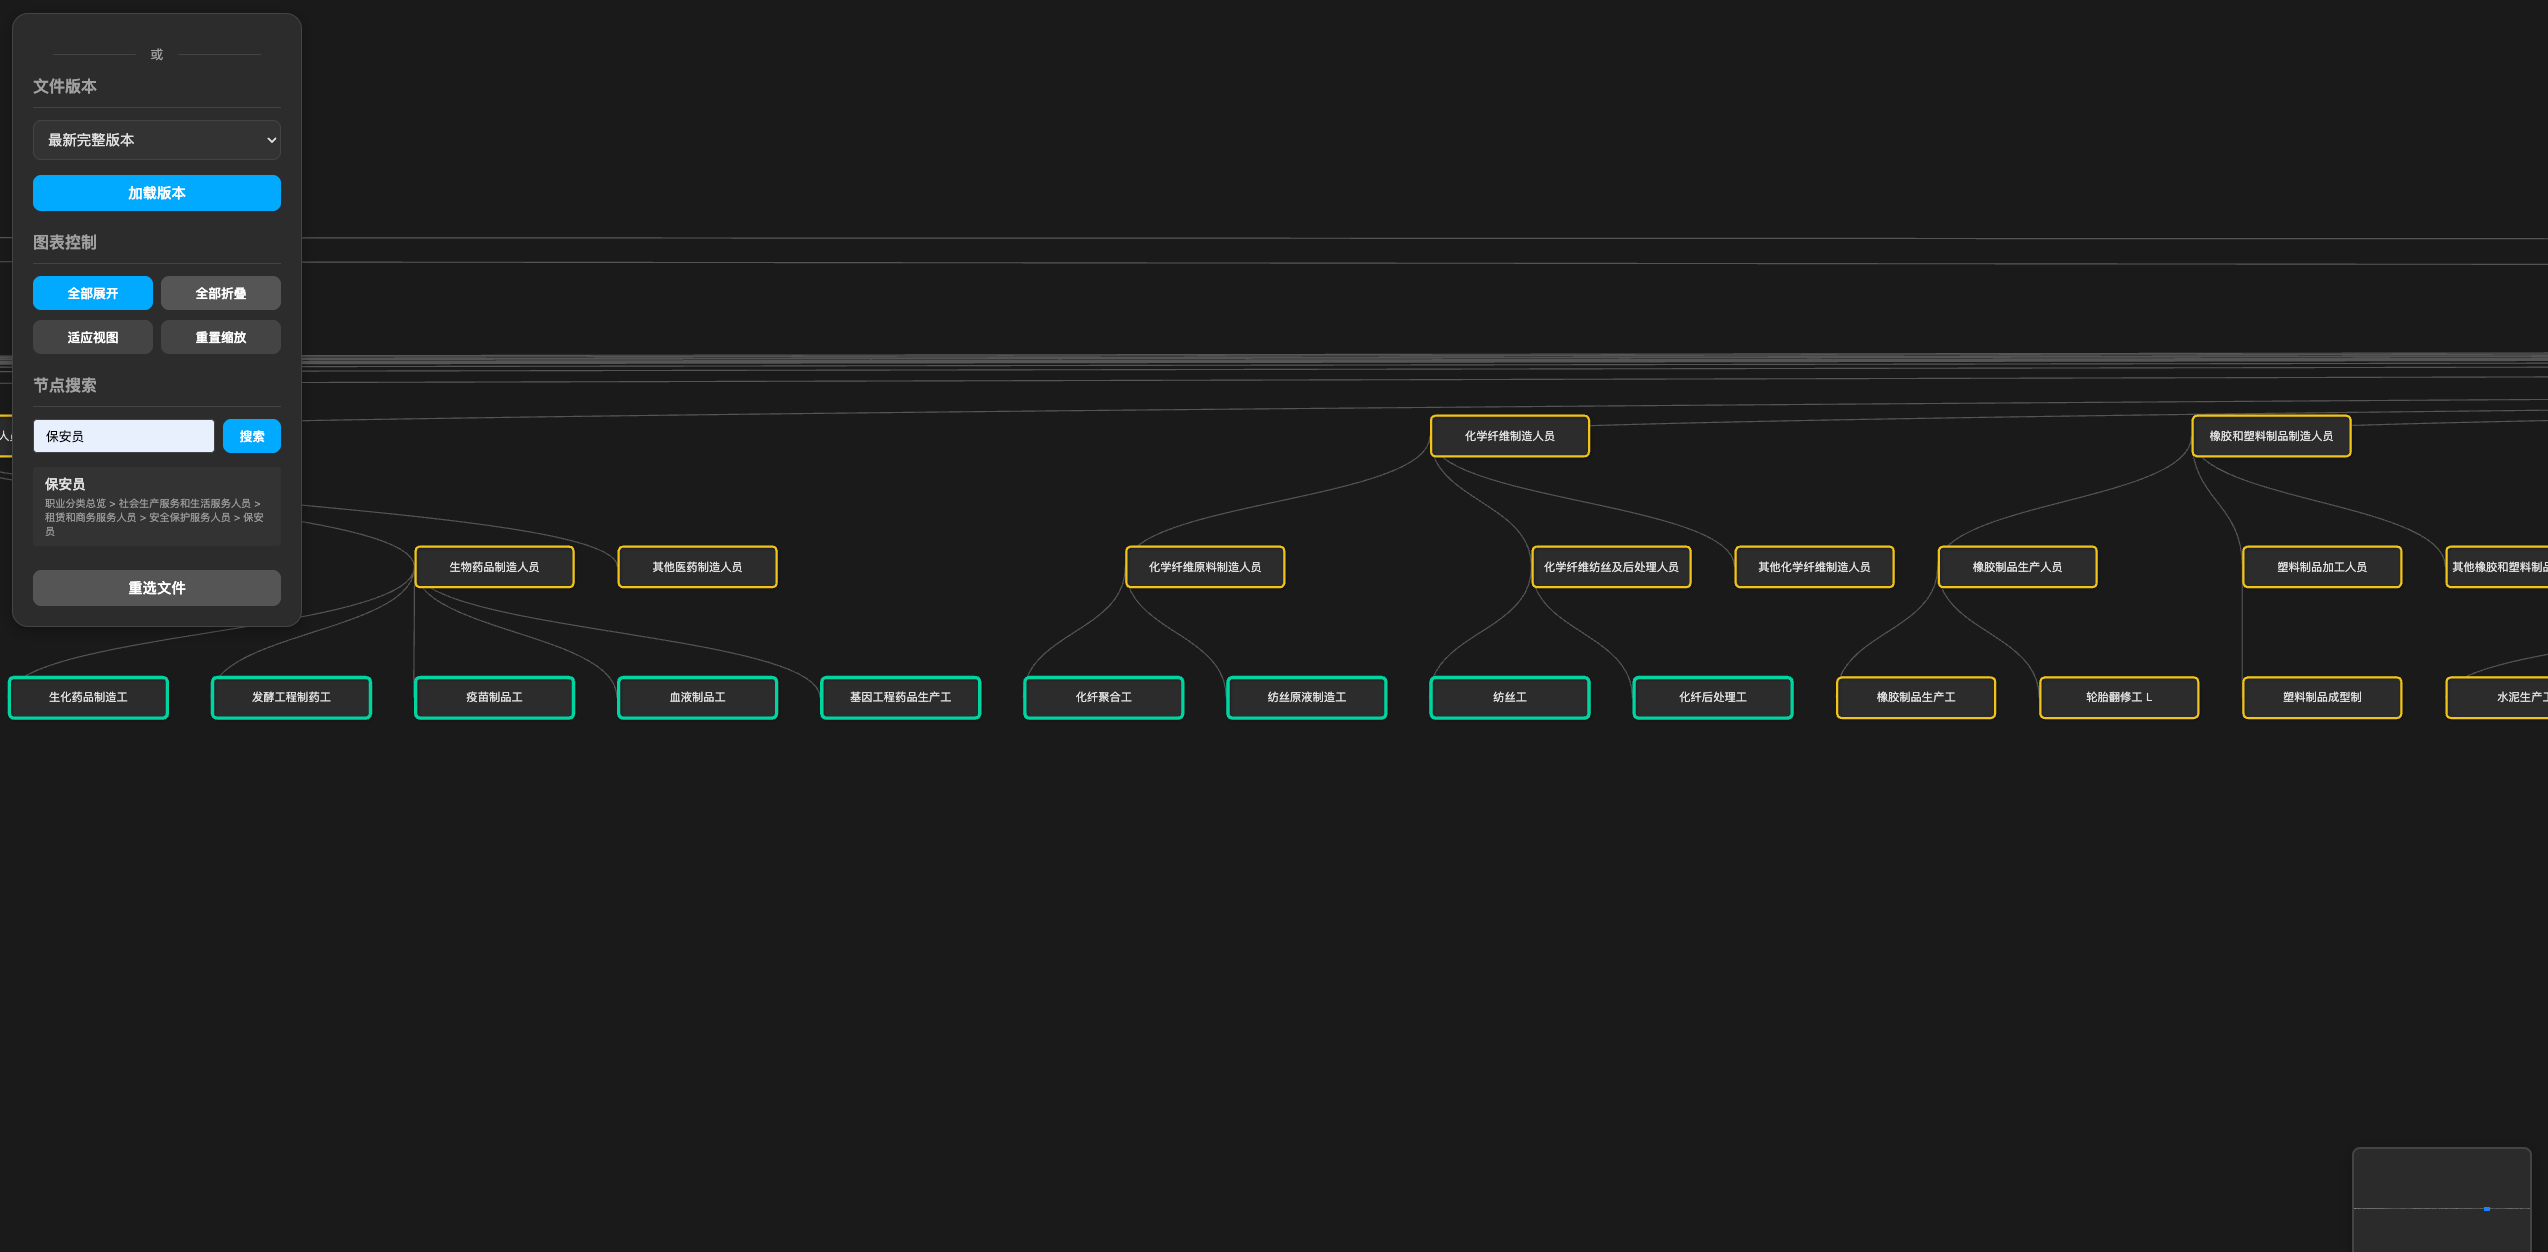 或
文件版本
最新完整版本
加载版本
图表控制
全部展开
全部折叠
适应视图
重置缩放
节点搜索
保安员
搜索
保安员
职业分类总览 > 社会生产服务和生活服务人员 >
租赁和商务服务人员 > 安全保护服务人员 > 保安
员
重选文件
化学纤维制造人员
橡胶和塑料制品制造人员
生物药品制造人员
其他医药制造人员
化学纤维原料制造人员
化学纤维纺丝及后处理人员
其他化学纤维制造人员
橡胶制品生产人员
塑料制品加工人员
其他橡胶和塑料制品
生化药品制造工
发酵工程制药工
疫苗制品工
血液制品工
基因工程药品生产工
化纤聚合工
纺丝原液制造工
纺丝工
化纤后处理工
橡胶制品生产工
轮胎翻修工 L
塑料制品成型制
水泥生产工